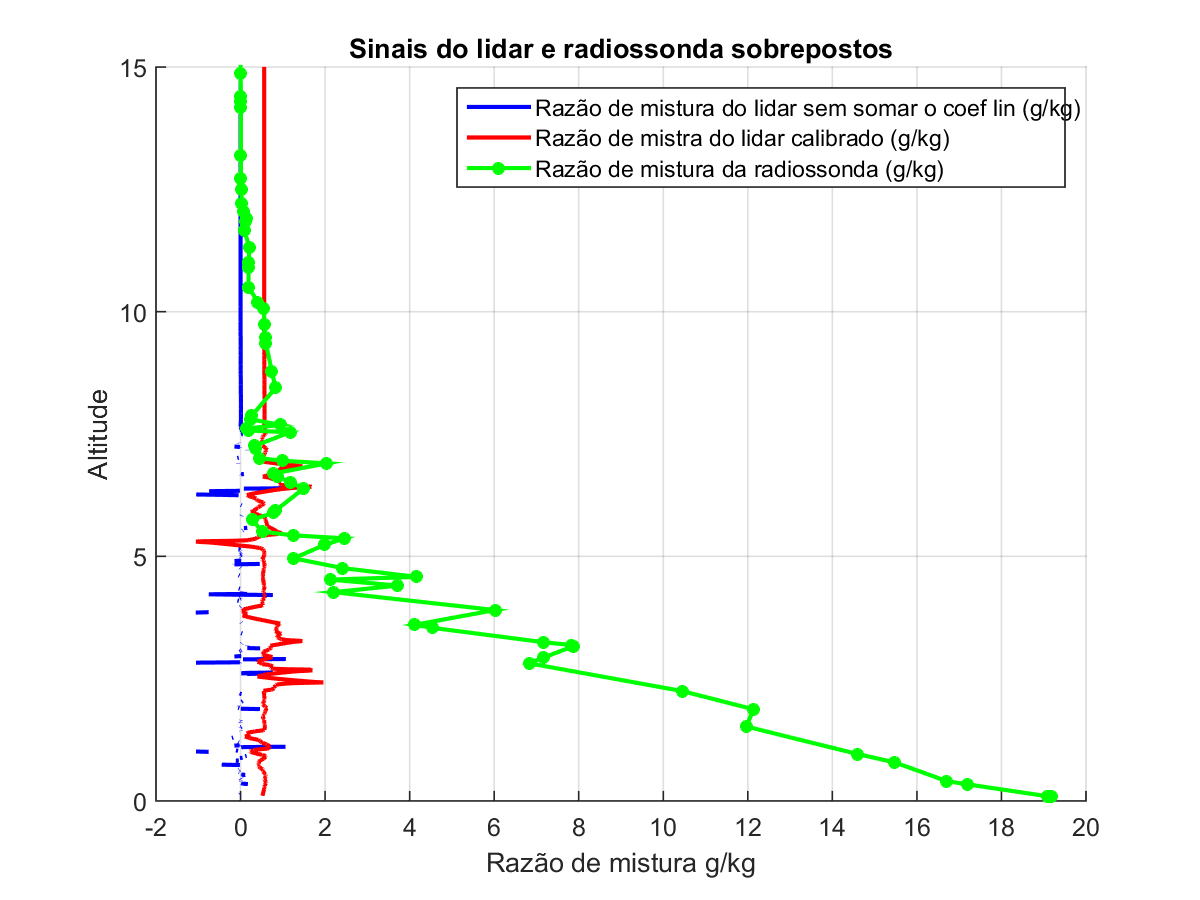 Sinais do lidar e radiossonda sobrepostos
Razão de mistura do lidar sem somar o coef lin (g/kg)
Razão de mistra do lidar calibrado (g/kg)
Razão de mistura da radiossonda (g/kg)
15
10
5
0
Altitude
-2 0 2 4 6 8 10 12 14 16 18 20
Razão de mistura g/kg